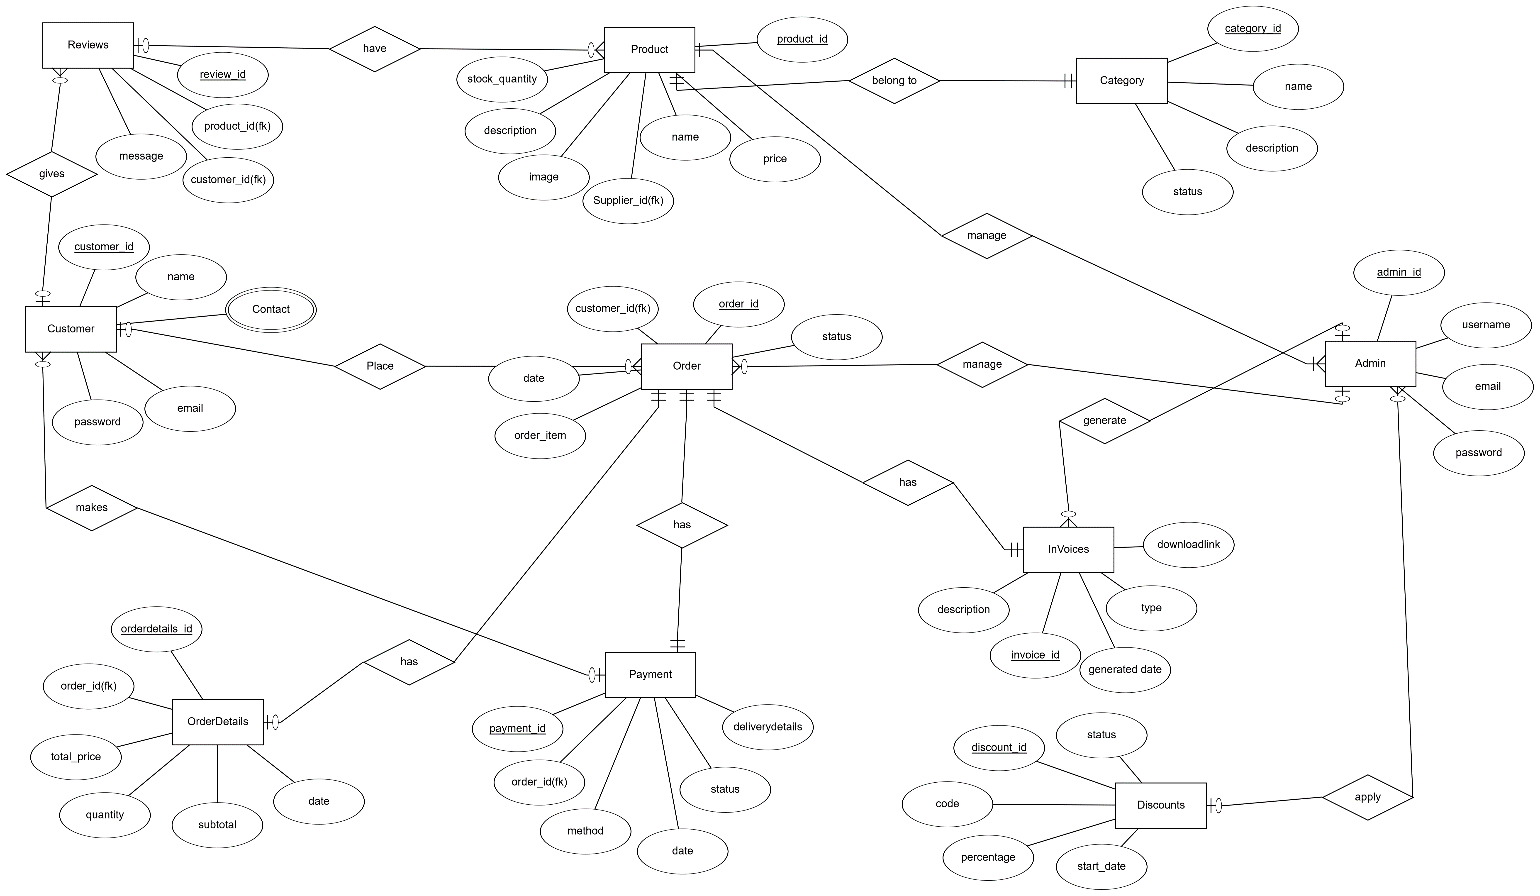 Reviews
have
Product
product_id
category_id
review_id
stock_quantity
belong to
Category
name
product_id(fk)
description
name
description
message
gives
customer_id(fk)
image
Supplier_id(fk)
price
status
manage
customer_id
name
Contact
Customer
password
email
Place
customer_id(fk)
order_id
status
date
Order
order_item
manage
admin_id
username
Admin
email
password
generate
makes
has
has
InVoices
downloadlink
description
type
invoice_id
generated date
orderdetails_id
has
order_id(fk)
OrderDetails
total_price
quantity
subtotal
date
Payment
payment_id
deliverydetails
order_id(fk)
status
method
date
discount_id
status
code
Discounts
apply
percentage
start_date